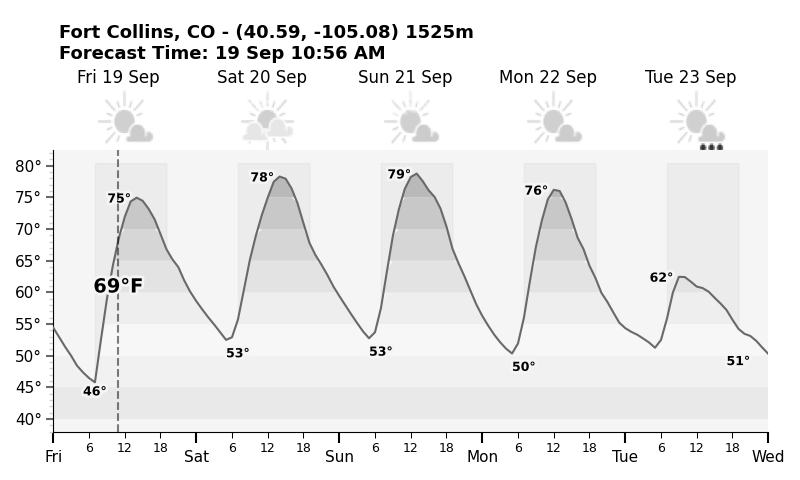 Fort Collins, CO - (40.59, -105.08) 1525m
Forecast Time: 19 Sep 10:56 AM
Fri 19 Sep Sat 20 Sep Sun 21 Sep Mon 22 Sep Tue 23 Sep
80°
75°
70°
65°
60°
55°
50°
45°
40°
75° 78° 79° 76° 62°
69°F
46° 53° 53° 50° 51°
6 12 18 6 12 18 6 12 18 6 12 18 6 12 18
Fri Sat Sun Mon Tue Wed